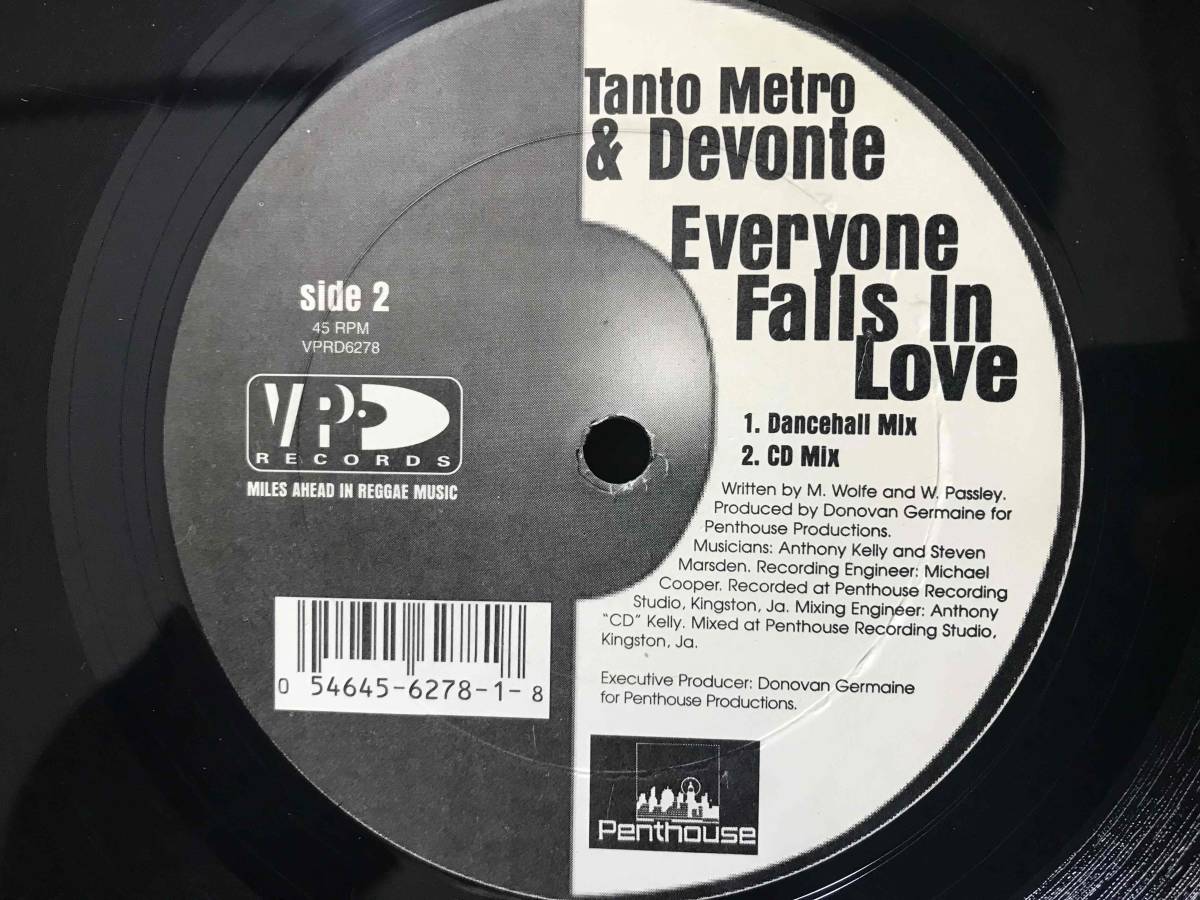 Tanto Metro
& Devonte
Everyone
Falls In
Love
1. Dancehall Mix
2. CD Mix
Written by M. Wolfe and W. Passley.
Produced by Donovan Germaine for
Penthouse Productions.
Musicians: Anthony Kelly and Steven
Marsden. Recording Engineer: Michael
Cooper. Recorded at Penthouse Recording
Studio, Kingston, Ja. Mixing Engineer: Anthony
"CD" Kelly. Mixed at Penthouse Recording Studio,
Kingston, Ja.
Executive Producer: Donovan Germaine
for Penthouse Productions.
Penthouse
side 2
45 RPM
VPRD6278
VP
RECORDS
MILES AHEAD IN REGGAE MUSIC
0 54645-6278-1-8